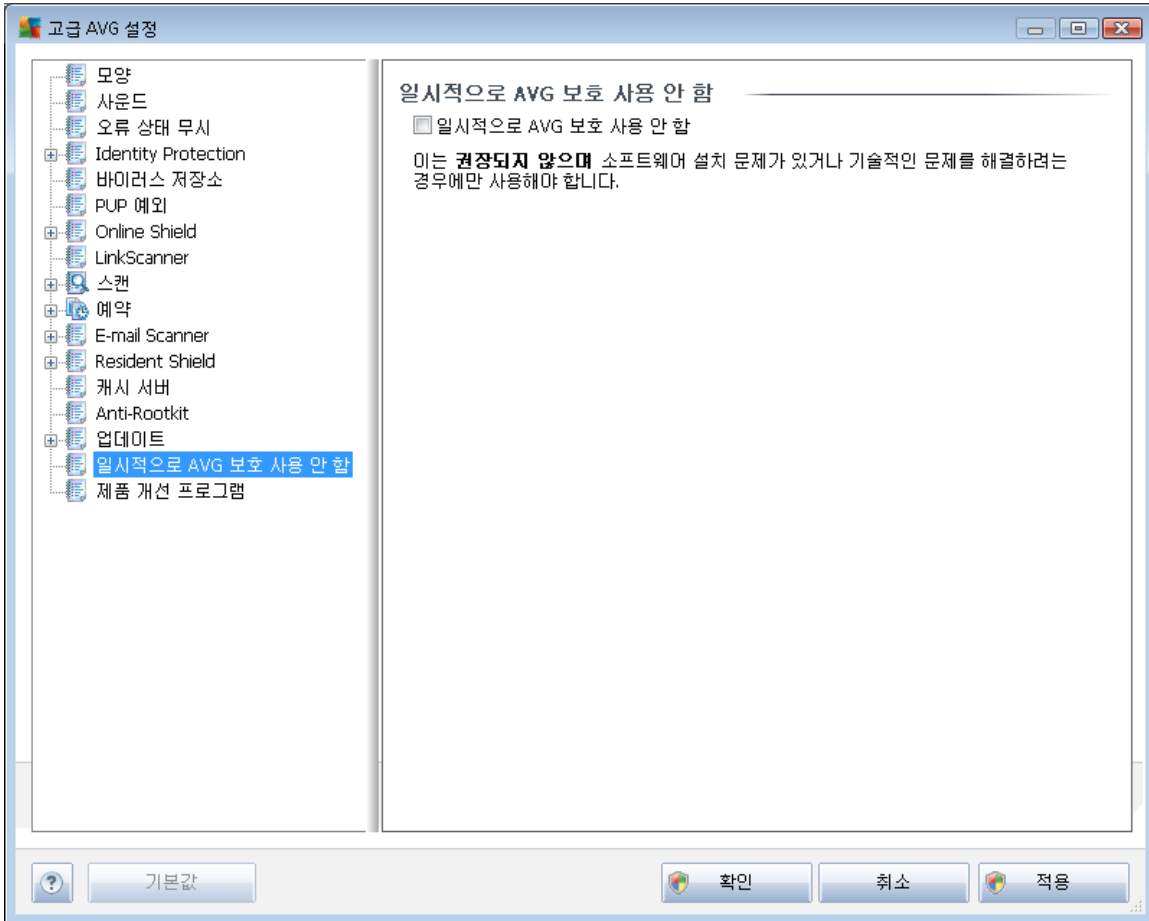 고급 AVG 설정
모양
사운드
오류 상태 무시
Identity Protection
바이러스 저장소
PUP 예외
Online Shield
LinkScanner
스캔
예약
E-mail Scanner
Resident Shield
캐시 서버
Anti-Rootkit
업데이트
일시적으로 AVG 보호 사용 안 함
제품 개선 프로그램
일시적으로 AVG 보호 사용 안 함
일시적으로 AVG 보호 사용 안 함
이는 권장되지 않으며 소프트웨어 설치 문제가 있거나 기술적인 문제를 해결하려는
경우에만 사용해야 합니다.
?
기본값
확인
취소
적용